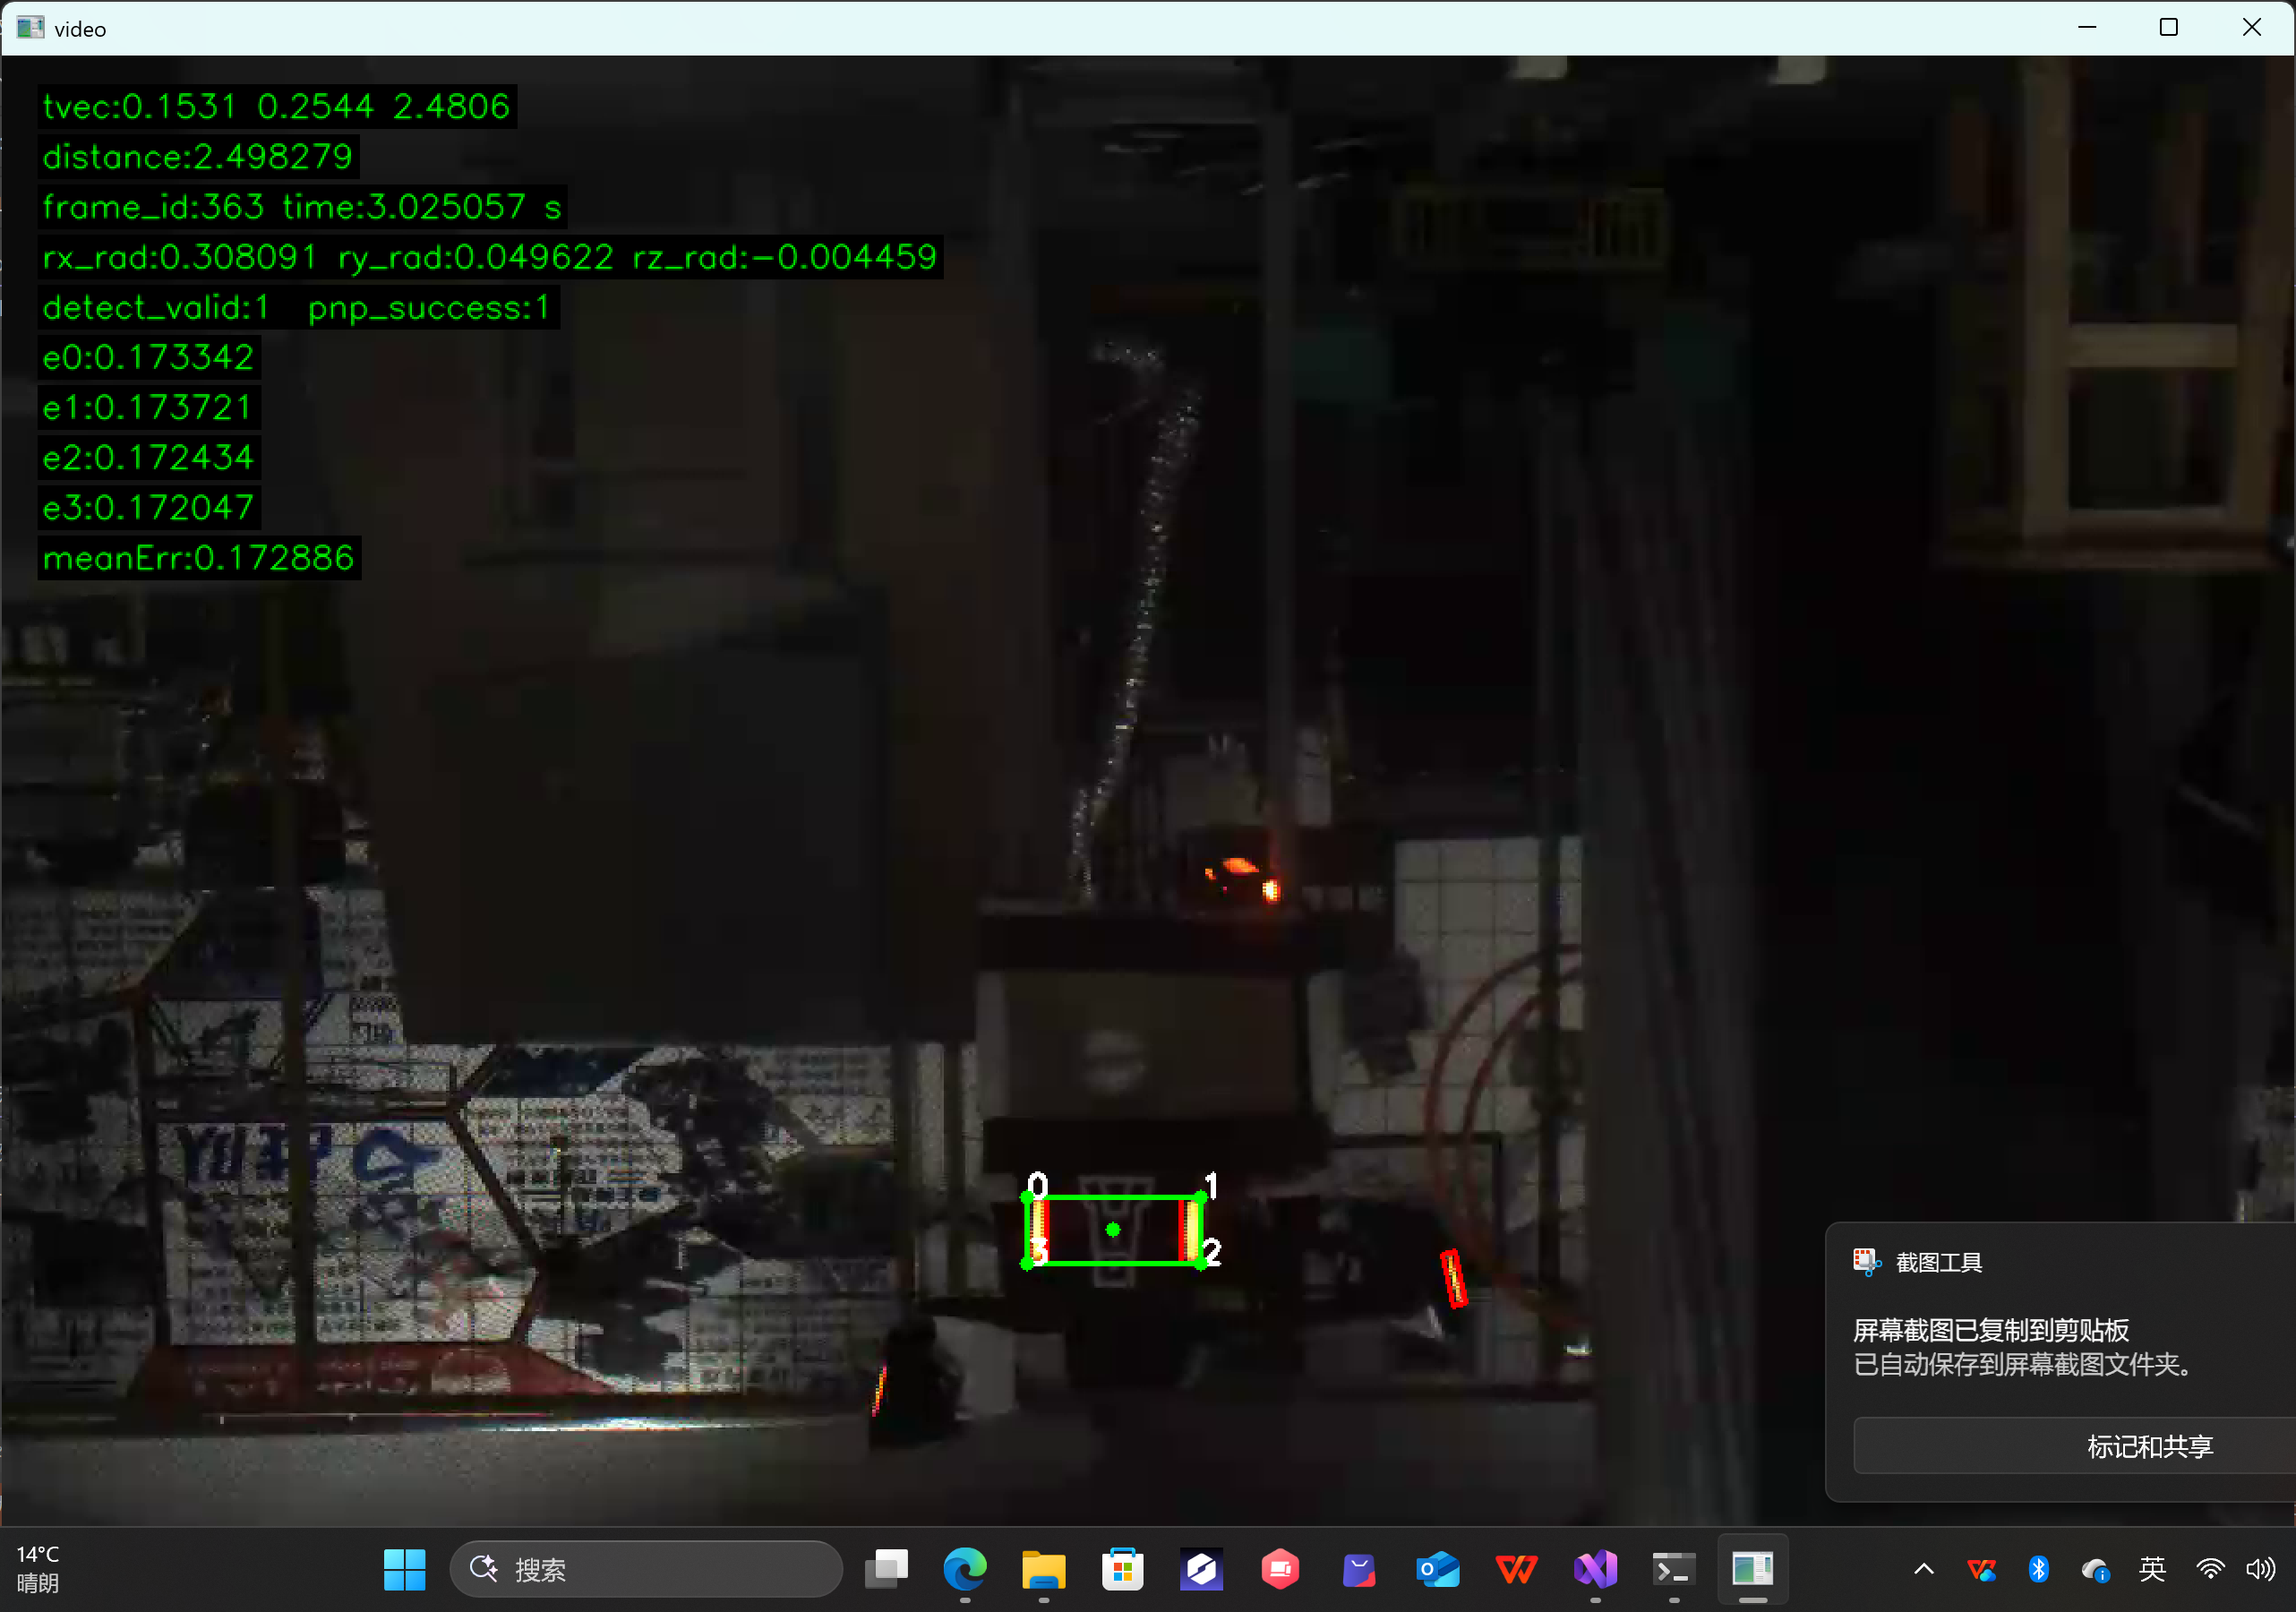 video
tvec:0.1531 0.2544 2.4806
distance:2.498279
frame_id:363 time:3.025057 s
rx_rad:0.308091 ry_rad:0.049622 rz_rad:-0.004459
detect_valid:1 pnp_success:1
e0:0.173342
e1:0.173721
e2:0.172434
e3:0.172047
meanErr:0.172886
0 1
3 2
截图工具
屏幕截图已复制到剪贴板
已自动保存到屏幕截图文件夹。
标记和共享
14°C
晴朗
搜索
英